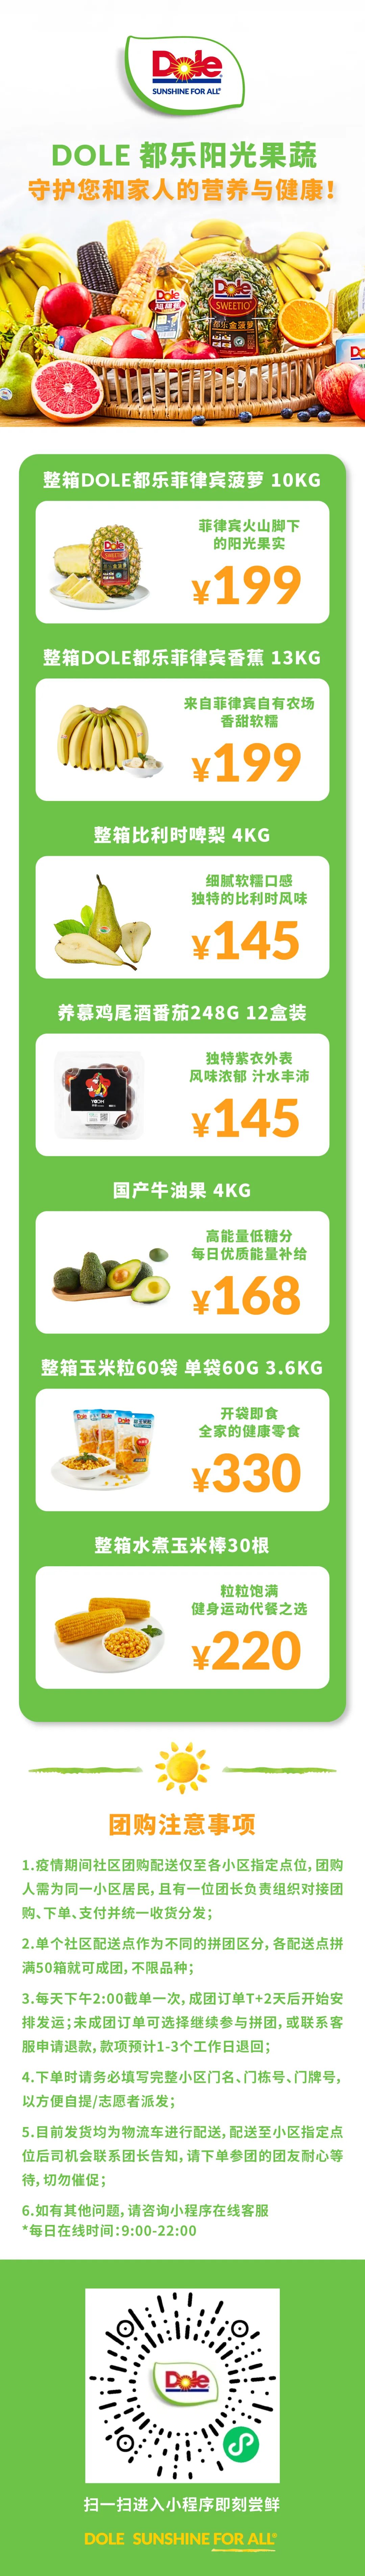 Dole
SUNSHINE FOR ALL®
DOLE 都乐阳光果蔬
守护您和家人的营养与健康！
Dole
Dole
SWEETIO
都乐金菠萝
整箱DOLE都乐菲律宾菠萝 10KG
菲律宾火山脚下
的阳光果实
¥199
整箱DOLE都乐菲律宾香蕉 13KG
来自菲律宾自有农场
香甜软糯
¥199
整箱比利时啤梨 4KG
细腻软糯口感
独特的比利时风味
¥145
养慕鸡尾酒番茄248G 12盒装
独特紫衣外表
风味浓郁 汁水丰沛
¥145
国产牛油果 4KG
高能量低糖分
每日优质能量补给
¥168
整箱玉米粒60袋 单袋60G 3.6KG
开袋即食
全家的健康零食
¥330
整箱水煮玉米棒30根
粒粒饱满
健身运动代餐之选
¥220
团购注意事项
1.疫情期间社区团购配送仅至各小区指定点位，团购
人需为同一小区居民，且有一位团长负责组织对接团
购、下单、支付并统一收货分发；
2.单个社区配送点作为不同的拼团区分，各配送点拼
满50箱就可成团，不限品种；
3.每天下午2:00截单一次，成团订单T+2天后开始安
排发运；未成团订单可选择继续参与拼团，或联系客
服申请退款，款项预计1-3个工作日退回；
4.下单时请务必填写完整小区门名、门栋号、门牌号，
以方便自提/志愿者派发；
5.目前发货均为物流车进行配送，配送至小区指定点
位后司机会联系团长告知，请下单参团的团友耐心等
待，切勿催促；
6.如有其他问题，请咨询小程序在线客服
*每日在线时间：9:00-22:00
Dole
扫一扫进入小程序即刻尝鲜
DOLE SUNSHINE FOR ALL®